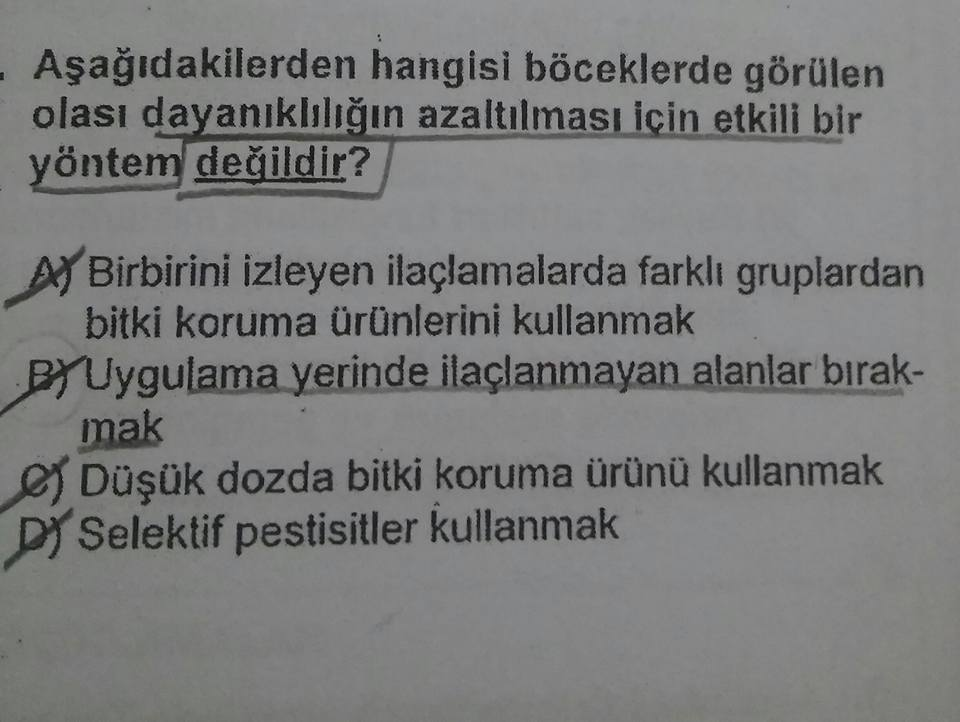 Aşağıdakilerden hangisi böceklerde görülen
olası dayanıklılığın azaltılması için etkili bir
yöntem değildir?
A) Birbirini izleyen ilaçlamalarda farklı gruplardan
bitki koruma ürünlerini kullanmak
B) Uygulama yerinde ilaçlanmayan alanlar bırak-
mak
C) Düşük dozda bitki koruma ürünü kullanmak
D) Selektif pestisitler kullanmak